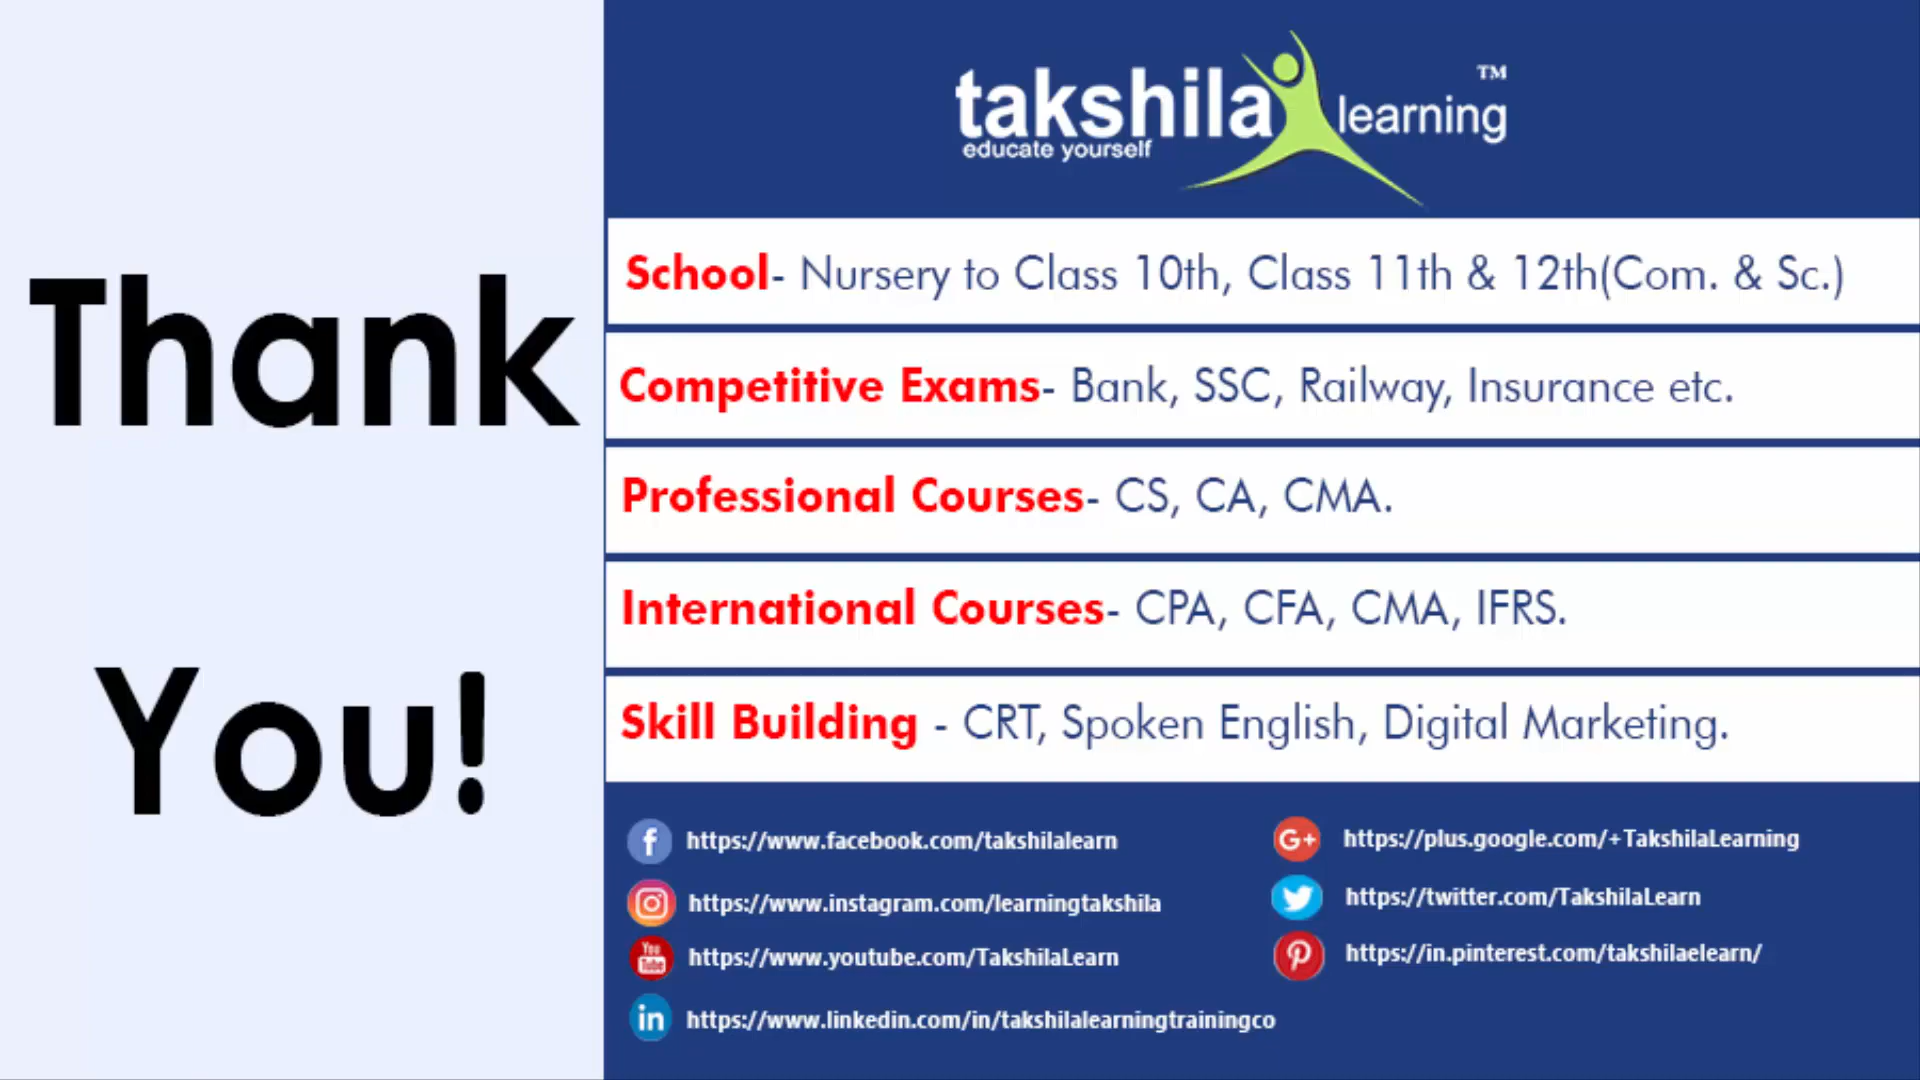 Thank
You!
takshila learning TM
educate yourself
School- Nursery to Class 10th, Class 11th & 12th(Com. & Sc.)
Competitive Exams- Bank, SSC, Railway, Insurance etc.
Professional Courses- CS, CA, CMA.
International Courses- CPA, CFA, CMA, IFRS.
Skill Building - CRT, Spoken English, Digital Marketing.
f https://www.facebook.com/takshilalearn
https://www.instagram.com/learningtakshila
You Tube https://www.youtube.com/TakshilaLearn
in https://www.linkedin.com/in/takshilalearningtrainingco
G+ https://plus.google.com/+TakshilaLearning
https://twitter.com/TakshilaLearn
https://in.pinterest.com/takshilaelearn/